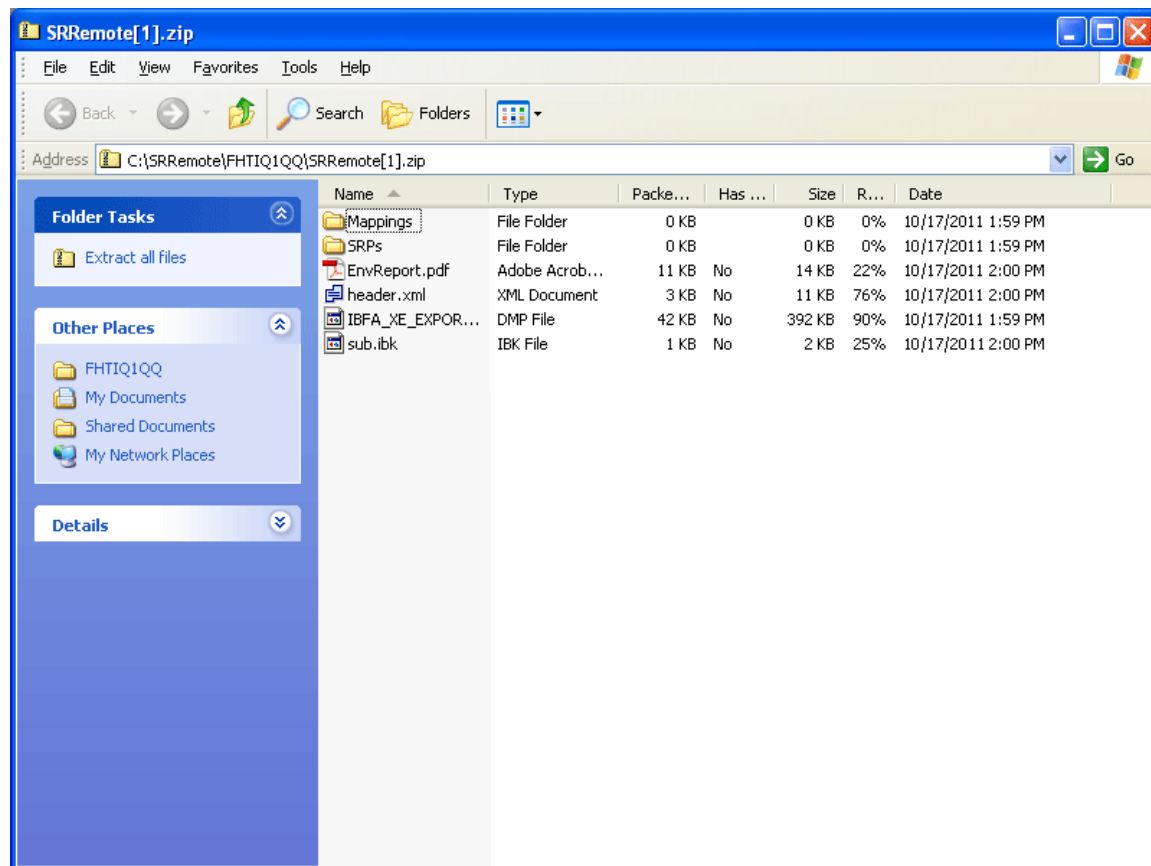 SRRemote[1].zip
File Edit View Favorites Tools Help
Back Search Folders
Address C:\SRRemote\FHTIQ1QQ\SRRemote[1].zip Go
Folder Tasks
Extract all files
Other Places
FHTIQ1QQ
My Documents
Shared Documents
My Network Places
Details
Name Type Packe... Has ... Size R... Date
Mappings File Folder 0 KB 0 KB 0% 10/17/2011 1:59 PM
SRPs File Folder 0 KB 0 KB 0% 10/17/2011 1:59 PM
EnvReport.pdf Adobe Acrob... 11 KB No 14 KB 22% 10/17/2011 2:00 PM
header.xml XML Document 3 KB No 11 KB 76% 10/17/2011 2:00 PM
IBFA_XE_EXPOR... DMP File 42 KB No 392 KB 90% 10/17/2011 1:59 PM
sub.ibk IBK File 1 KB No 2 KB 25% 10/17/2011 2:00 PM